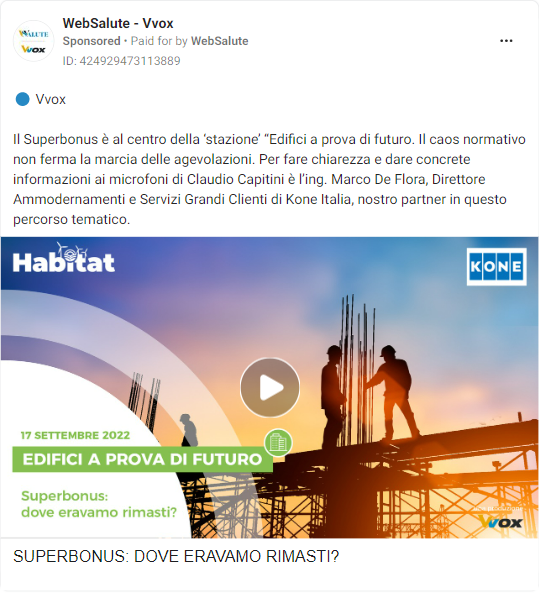 WebSalute - Vvox
Sponsored • Paid for by WebSalute
ID: 424929473113889
Vvox
Il Superbonus è al centro della ‘stazione’ “Edifici a prova di futuro. Il caos normativo
non ferma la marcia delle agevolazioni. Per fare chiarezza e dare concrete
informazioni ai microfoni di Claudio Capitini è l’ing. Marco De Flora, Direttore
Ammodernamenti e Servizi Grandi Clienti di Kone Italia, nostro partner in questo
percorso tematico.
Habitat
KONE
17 SETTEMBRE 2022
EDIFICI A PROVA DI FUTURO
Superbonus:
dove eravamo rimasti?
Vvox
SUPERBONUS: DOVE ERAVAMO RIMASTI?